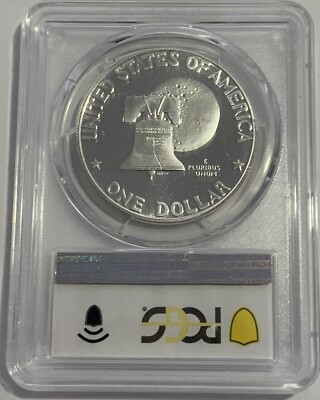 UNITED STATES OF AMERICA
E
PLURIBUS
UNUM
ONE DOLLAR
PCGS